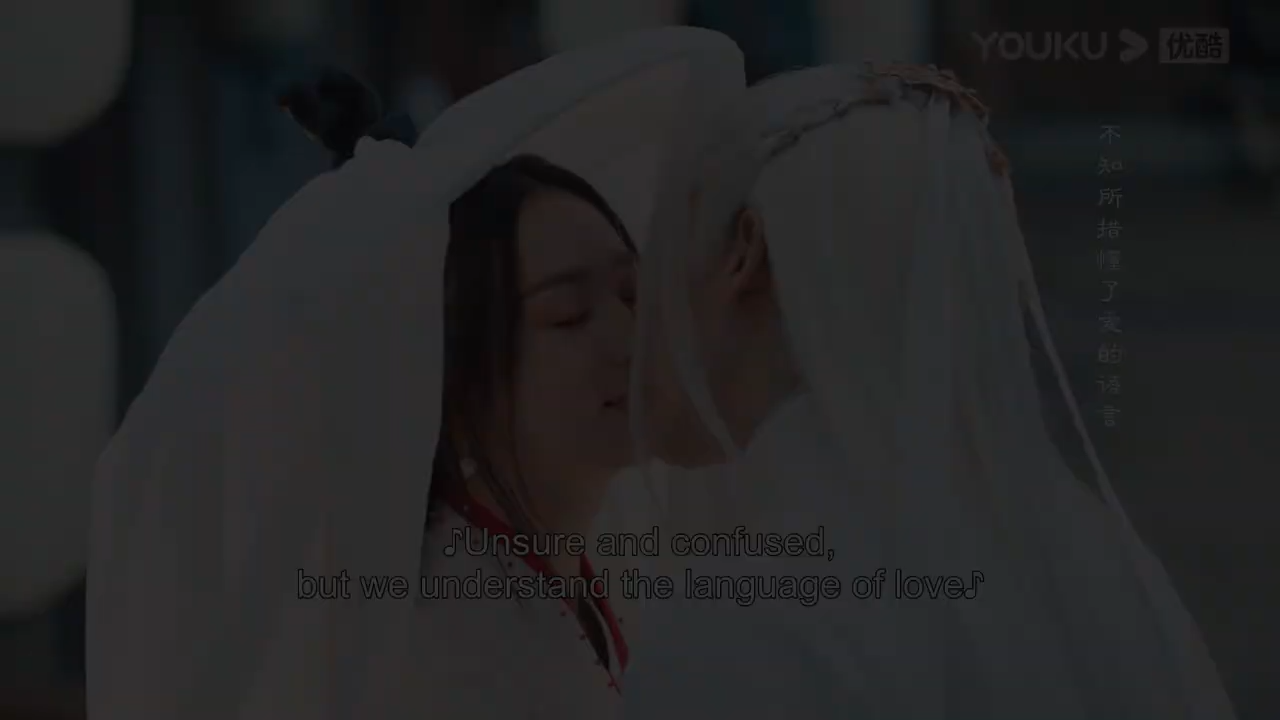 YOUKU 优酷
不知所措懂了爱的语言
♪Unsure and confused,
but we understand the language of love♪